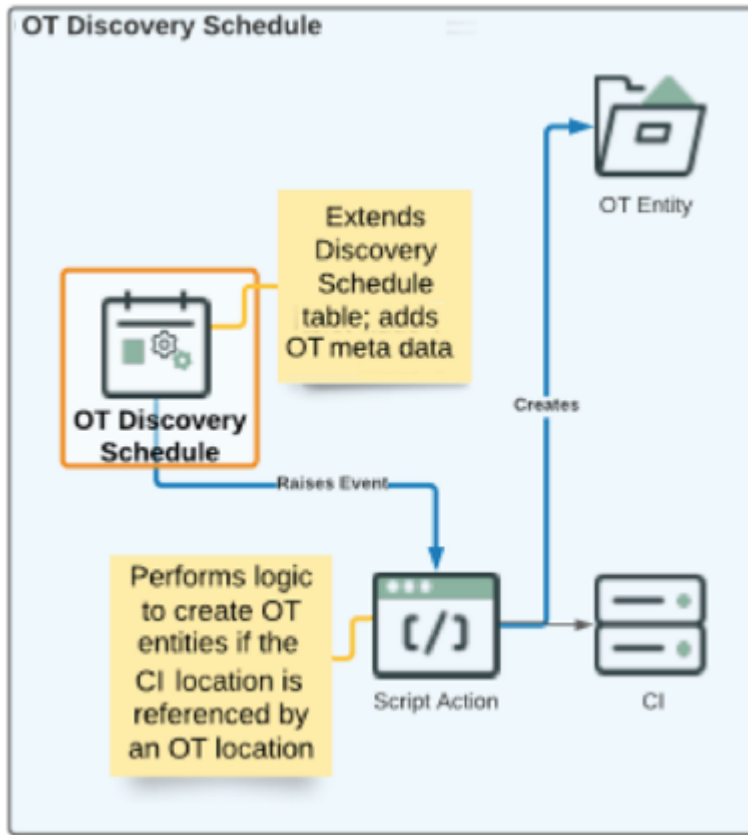 OT Discovery Schedule
OT Entity
Extends
Discovery
Schedule
table; adds
OT meta data
OT Discovery
Schedule
Creates
Raises Event
Performs logic
to create OT
entities if the
CI location is
referenced by
an OT location
Script Action
CI